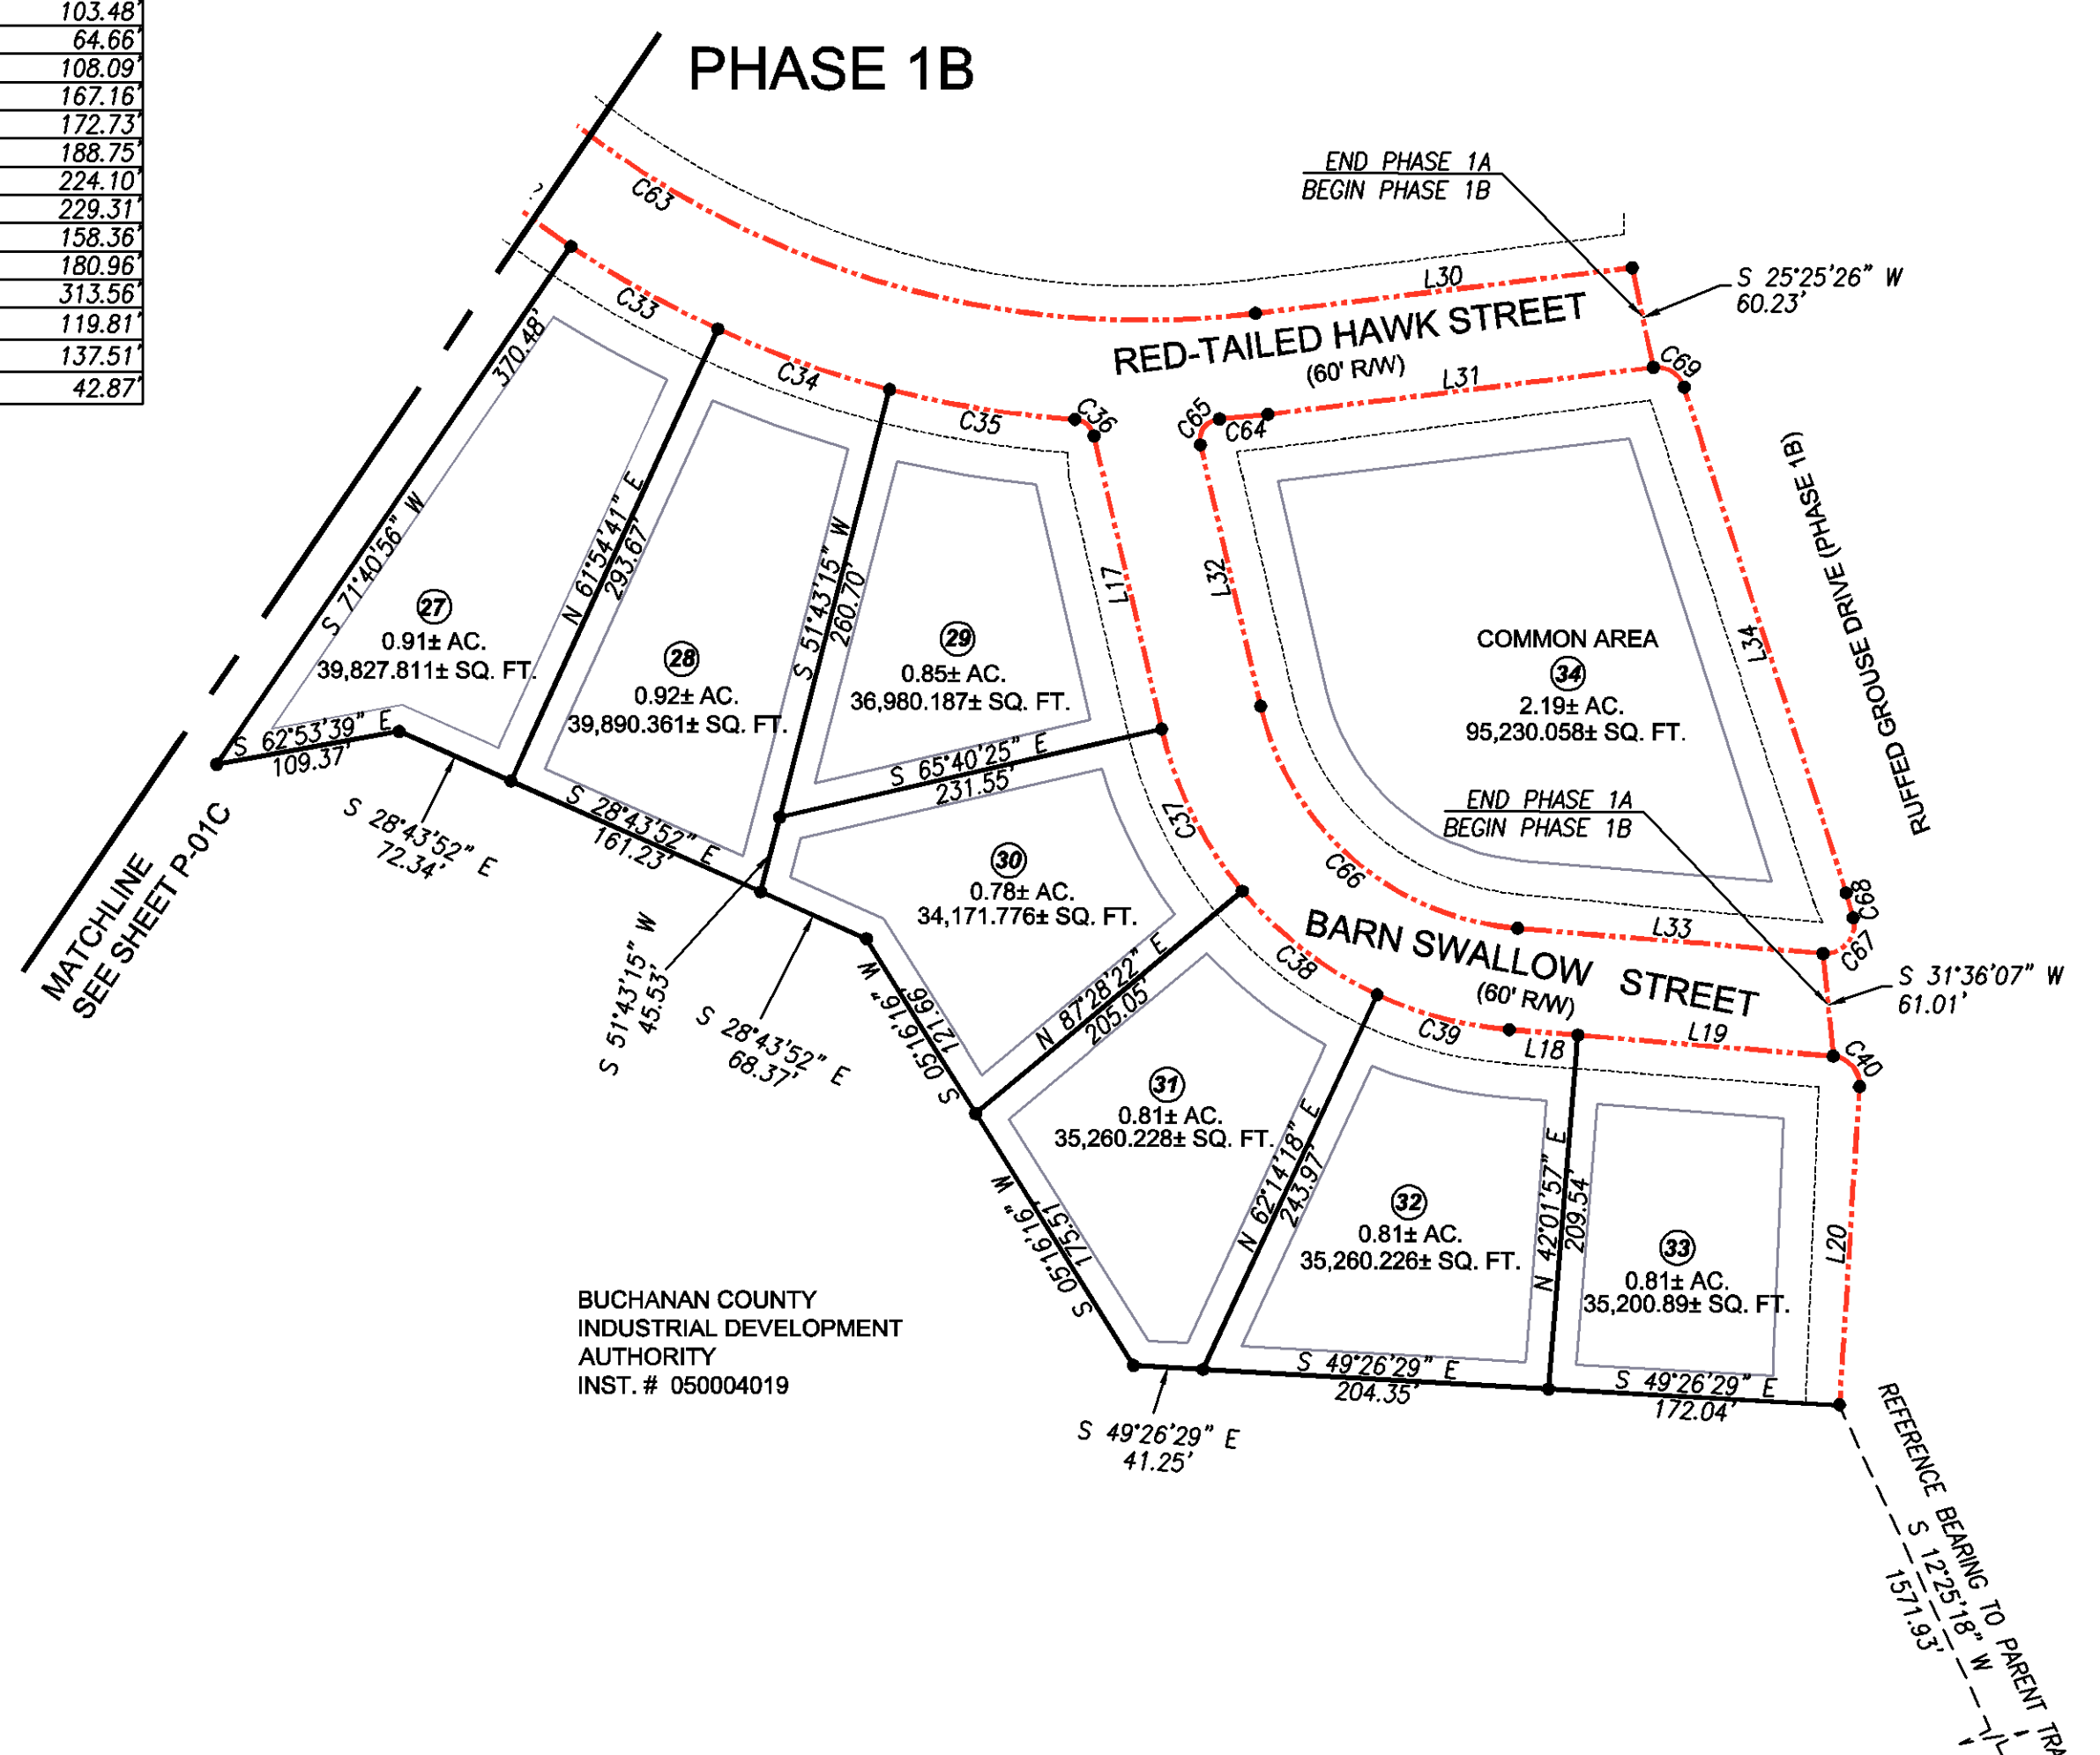 103.48'
64.66'
108.09'
167.16'
172.73'
188.75'
224.10'
229.31'
158.36'
180.96'
313.56'
119.81'
137.51'
42.87'
PHASE 1B
END PHASE 1A
BEGIN PHASE 1B
S 25°25'26" W
60.23'
C63
L30
RED-TAILED HAWK STREET
(60' R/W)
L31
C69
C33
C34
C35
C36
C65
C64
370.48'
S 71°40'56" W
N 61°54'41" E
293.67'
S 51°43'15" W
260.70'
L17
L32
L34
RUFFED GROUSE DRIVE (PHASE 1B)
27
0.91± AC.
39,827.811± SQ. FT.
28
0.92± AC.
39,890.361± SQ. FT.
29
0.85± AC.
36,980.187± SQ. FT.
COMMON AREA
34
2.19± AC.
95,230.058± SQ. FT.
S 62°53'39" E
109.37'
S 65°40'25" E
231.55'
S 28°43'52" E
72.34'
S 28°43'52" E
161.23'
MATCHLINE
SEE SHEET P-01C
END PHASE 1A
BEGIN PHASE 1B
C37
C66
C68
C67
L33
30
0.78± AC.
34,171.776± SQ. FT.
BARN SWALLOW STREET
(60' R/W)
S 31°36'07" W
61.01'
S 51°43'15" W
45.53'
S 28°43'52" E
68.37'
S 05°16'16" W
121.66'
N 87°28'22" E
205.05'
C38
C39
L18
L19
C40
31
0.81± AC.
35,260.228± SQ. FT.
N 62°14'18" E
243.97'
S 05°16'16" W
175.51'
32
0.81± AC.
35,260.226± SQ. FT.
N 42°01'57" E
209.54'
33
0.81± AC.
35,200.89± SQ. FT.
L20
BUCHANAN COUNTY
INDUSTRIAL DEVELOPMENT
AUTHORITY
INST. # 050004019
S 49°26'29" E
41.25'
S 49°26'29" E
204.35'
S 49°26'29" E
172.04'
REFERENCE BEARING TO PARENT
S 12°25'18" W
1571.93'